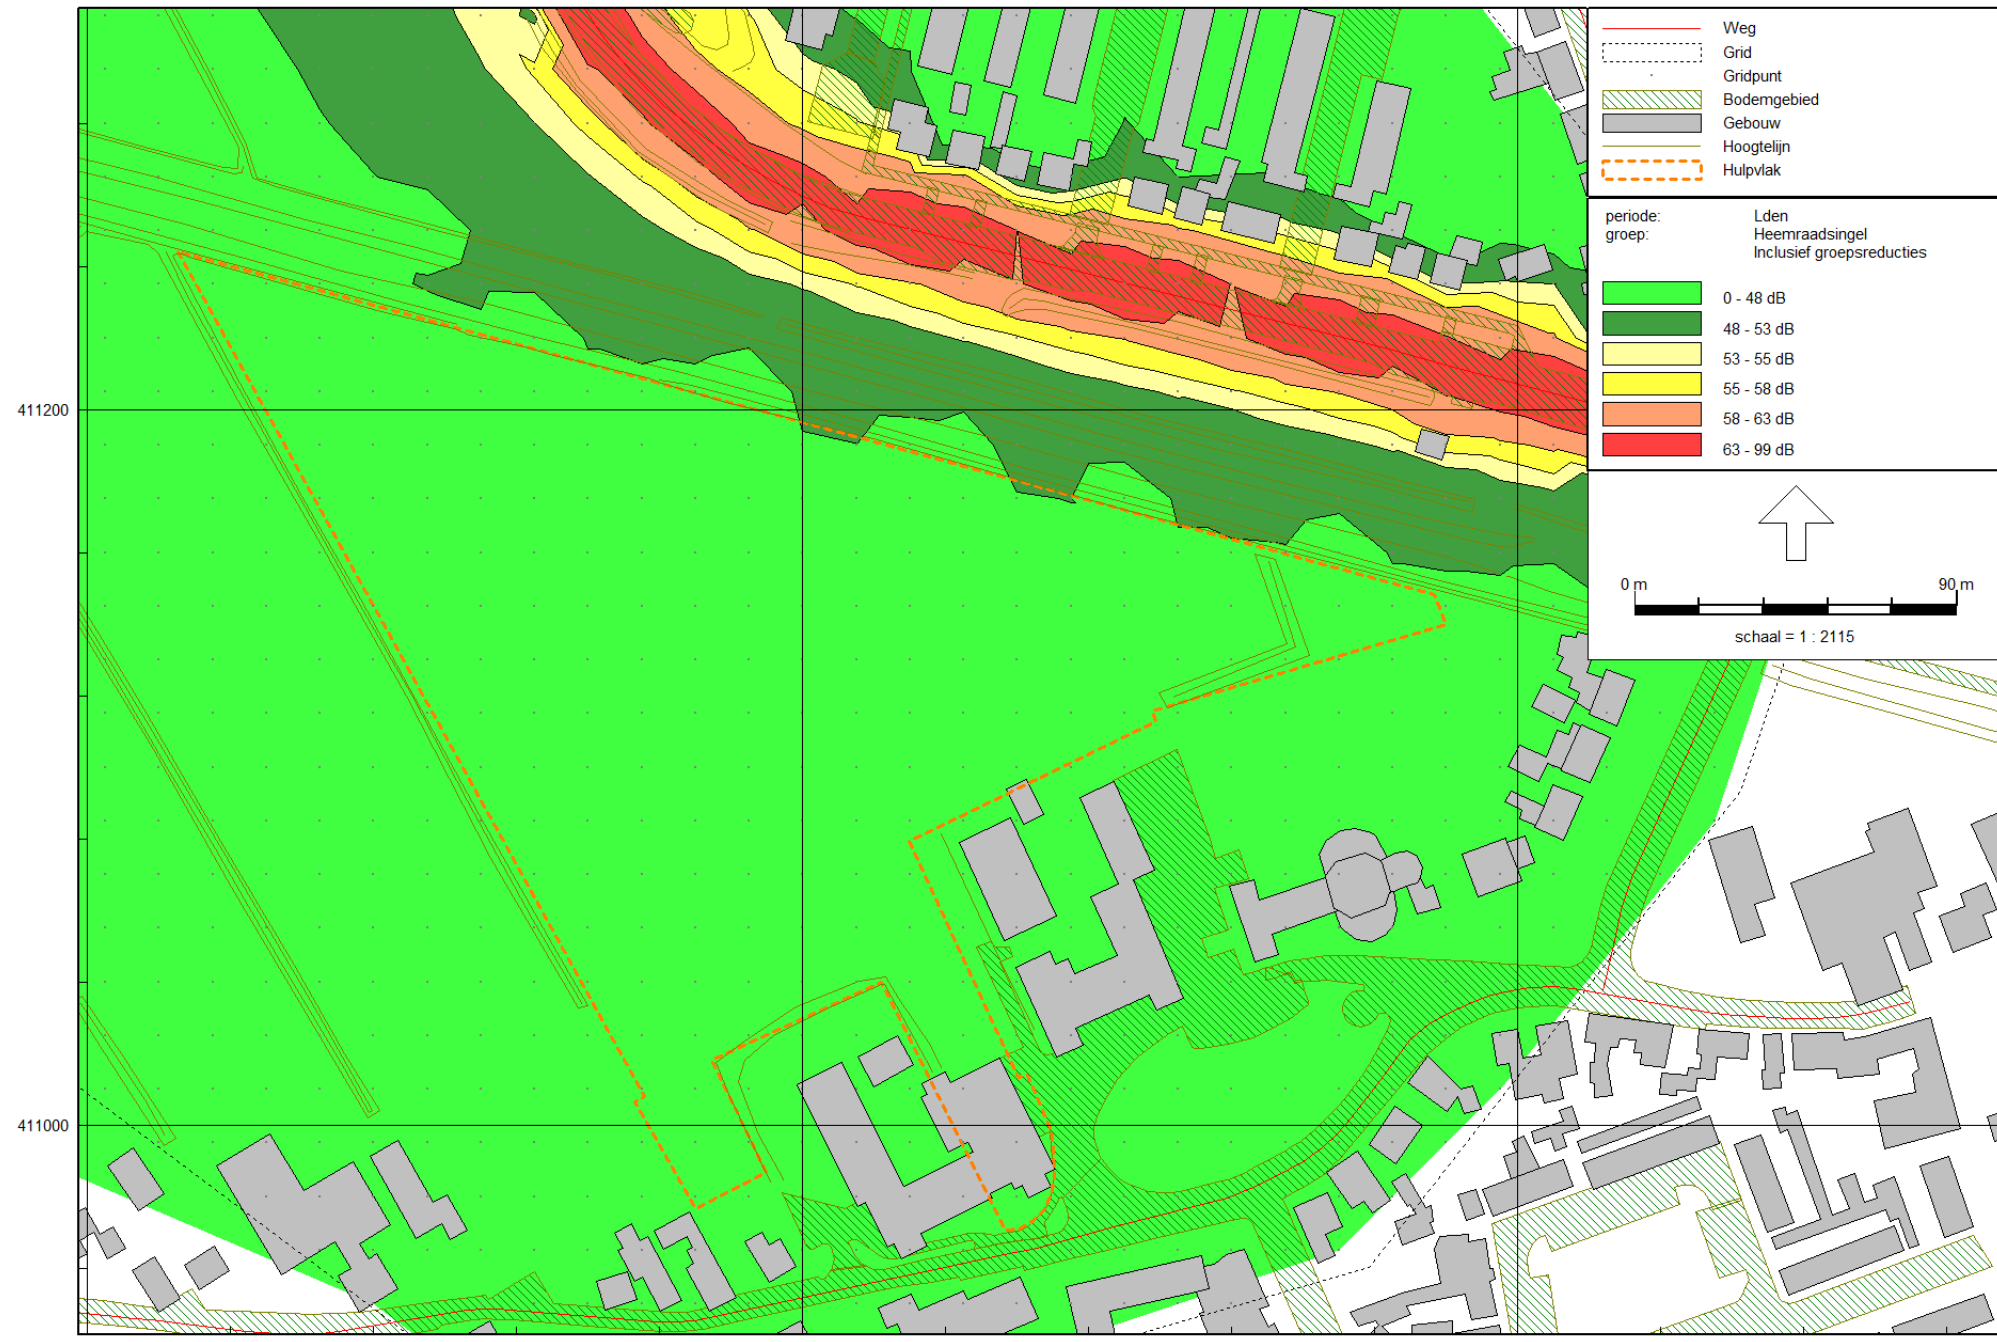 Weg
Grid
Gridpunt
Bodemgebied
Gebouw
Hoogtelijn
Hulpvlak
periode: Lden
groep: Heemraadsingel
Inclusief groepsreducties
0 - 48 dB
48 - 53 dB
53 - 55 dB
55 - 58 dB
58 - 63 dB
63 - 99 dB
411200
0 m 90 m
schaal = 1 : 2115
411000